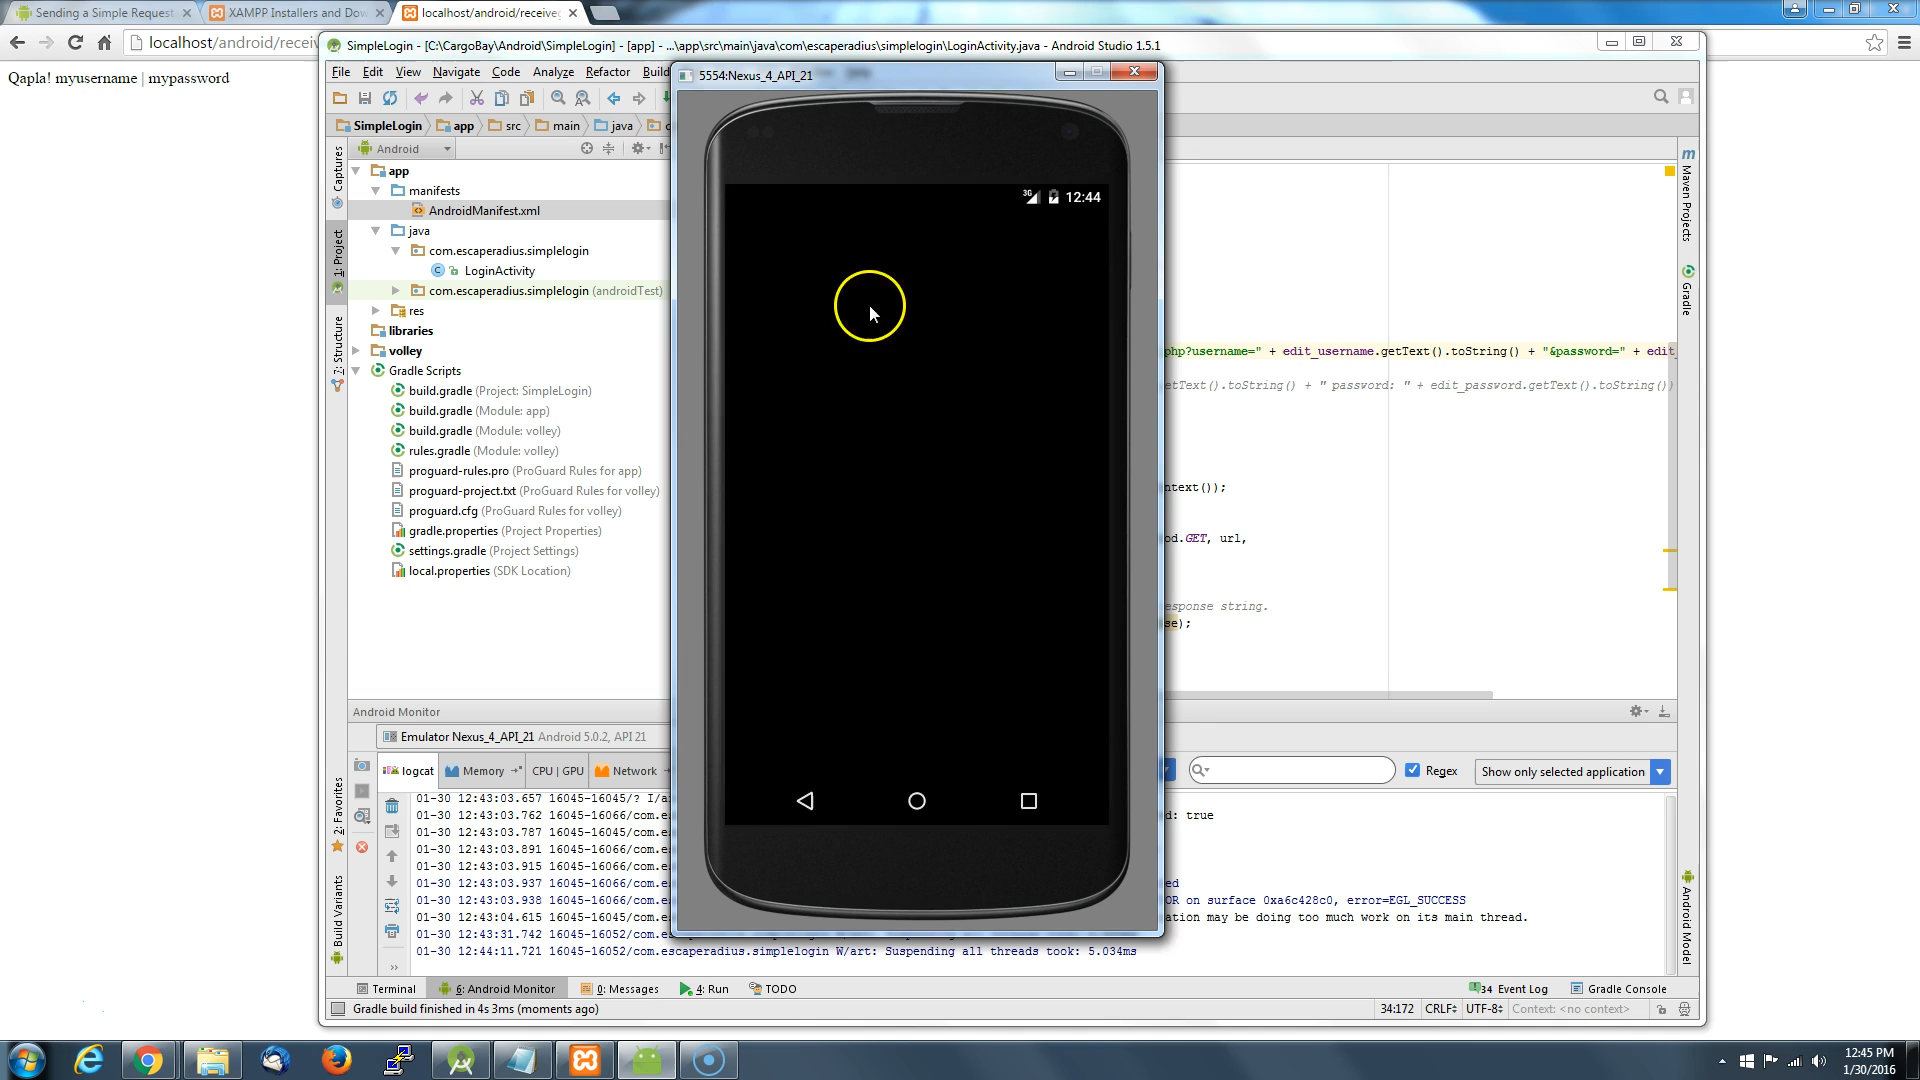 Sending a Simple Request
XAMPP Installers and Dow
localhost/android/receive
localhost/android/recei
Qapla! myusername | mypassword
SimpleLogin - [C:\CargoBay\Android\SimpleLogin] - [app] - ...\app\src\main\java\com\escaperadius\simplelogin\LoginActivity.java - Android Studio 1.5.1
File Edit View Navigate Code Analyze Refactor Build
5554:Nexus_4_API_21
SimpleLogin app src main java
Android
Captures
1: Project
7: Structure
2: Favorites
Build Variants
app
manifests
AndroidManifest.xml
java
com.escaperadius.simplelogin
LoginActivity
com.escaperadius.simplelogin (androidTest)
res
libraries
volley
Gradle Scripts
build.gradle (Project: SimpleLogin)
build.gradle (Module: app)
build.gradle (Module: volley)
rules.gradle (Module: volley)
proguard-rules.pro (ProGuard Rules for app)
proguard-project.txt (ProGuard Rules for volley)
proguard.cfg (ProGuard Rules for volley)
gradle.properties (Project Properties)
settings.gradle (Project Settings)
local.properties (SDK Location)
3G 12:44
php?username=" + edit_username.getText().toString() + "&password=" + edit_
etText().toString() + " password: " + edit_password.getText().toString())
ntext());
od.GET, url,
esponse string.
se);
m Maven Projects
Gradle
Android Model
Android Monitor
Emulator Nexus_4_API_21 Android 5.0.2, API 21
logcat Memory CPU | GPU Network
Regex
Show only selected application
01-30 12:43:03.657 16045-16045/? I/a
01-30 12:43:03.762 16045-16066/com.es d: true
01-30 12:43:03.787 16045-16045/com.es
01-30 12:43:03.891 16045-16066/com.es
01-30 12:43:03.915 16045-16066/com.es
01-30 12:43:03.937 16045-16066/com.es ed
01-30 12:43:03.938 16045-16066/com.es OR on surface 0xa6c428c0, error=EGL_SUCCESS
01-30 12:43:04.615 16045-16045/com.es ation may be doing too much work on its main thread.
01-30 12:43:31.742 16045-16052/com.es
01-30 12:44:11.721 16045-16052/com.escaperadius.simplelogin W/art: Suspending all threads took: 5.034ms
Terminal 6: Android Monitor 0: Messages 4: Run TODO
34 Event Log Gradle Console
Gradle build finished in 4s 3ms (moments ago)
34:172 CRLF UTF-8 Context: <no context>
12:45 PM
1/30/2016